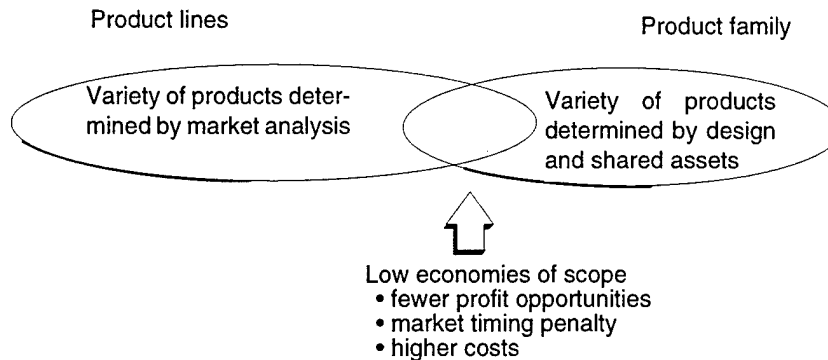 Product lines
Product family
Variety of products deter-
mined by market analysis
Variety of products
determined by design
and shared assets
Low economies of scope
• fewer profit opportunities
• market timing penalty
• higher costs